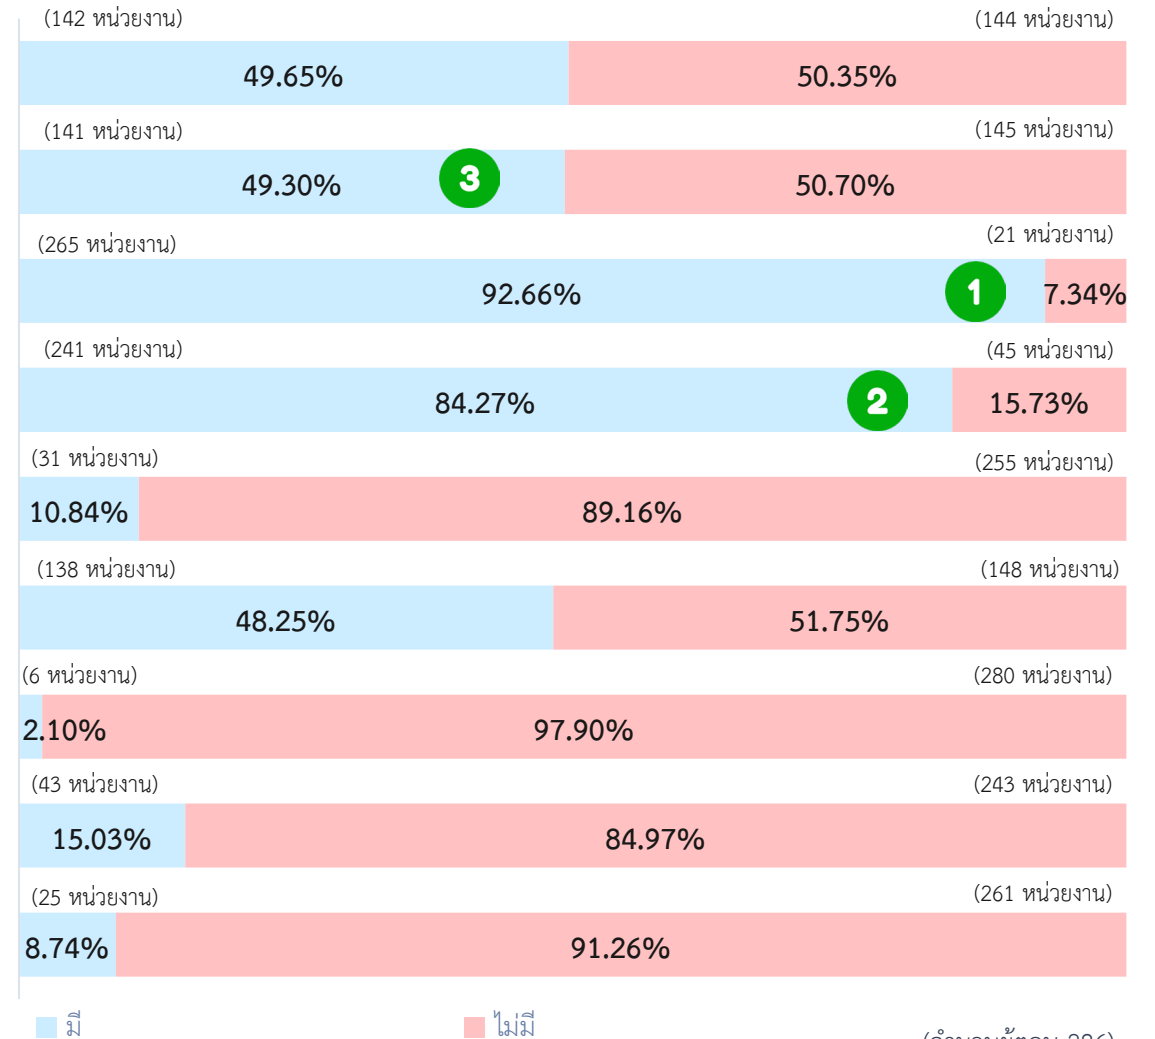 (142 หน่วยงาน) (144 หน่วยงาน)
49.65% 50.35%
(141 หน่วยงาน) (145 หน่วยงาน)
49.30% 3 50.70%
(265 หน่วยงาน) (21 หน่วยงาน)
92.66% 1 7.34%
(241 หน่วยงาน) (45 หน่วยงาน)
84.27% 2 15.73%
(31 หน่วยงาน) (255 หน่วยงาน)
10.84% 89.16%
(138 หน่วยงาน) (148 หน่วยงาน)
48.25% 51.75%
(6 หน่วยงาน) (280 หน่วยงาน)
2.10% 97.90%
(43 หน่วยงาน) (243 หน่วยงาน)
15.03% 84.97%
(25 หน่วยงาน) (261 หน่วยงาน)
8.74% 91.26%
มี ไม่มี